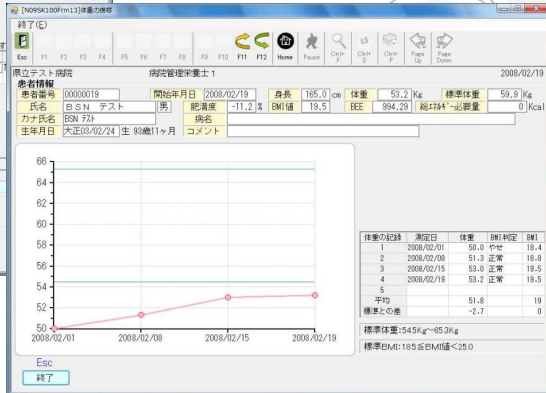 [N09SK100Frm13]体重の推移
終了(E)
Esc F1 F2 F3 F4 F5 F6 F7 F8 F9 F10 F11 F12 Home Pause Ctrl+F Ctrl+S Ctrl+P Page Up Page Down
県立テスト病院 病院管理栄養士1 2008/02/19
患者情報
患者番号 00000019 開始年月日 2008/02/19 身長 165.0 cm 体重 53.2 Kg 標準体重 59.9 Kg
氏名 BSN テスト 男 肥満度 -11.2 % BMI値 19.5 BEE 994.29 総エネルギー必要量 0 Kcal
カナ氏名 BSN テスト 病名
生年月日 大正03/02/24 生 93歳11ヶ月 コメント
66
64
62
60
58
56
54
52
50
2008/02/01 2008/02/08 2008/02/15 2008/02/19
体重の記録 測定日 体重 BMI判定 BMI
1 2008/02/01 50.0 やせ 18.4
2 2008/02/08 51.3 正常 18.8
3 2008/02/15 53.0 正常 19.5
4 2008/02/19 53.2 正常 19.5
5
平均 51.8 19
標準との差 -2.7 0
標準体重:54.5Kg~65.3Kg
標準BMI:18.5≦BMI値<25.0
Esc
終了